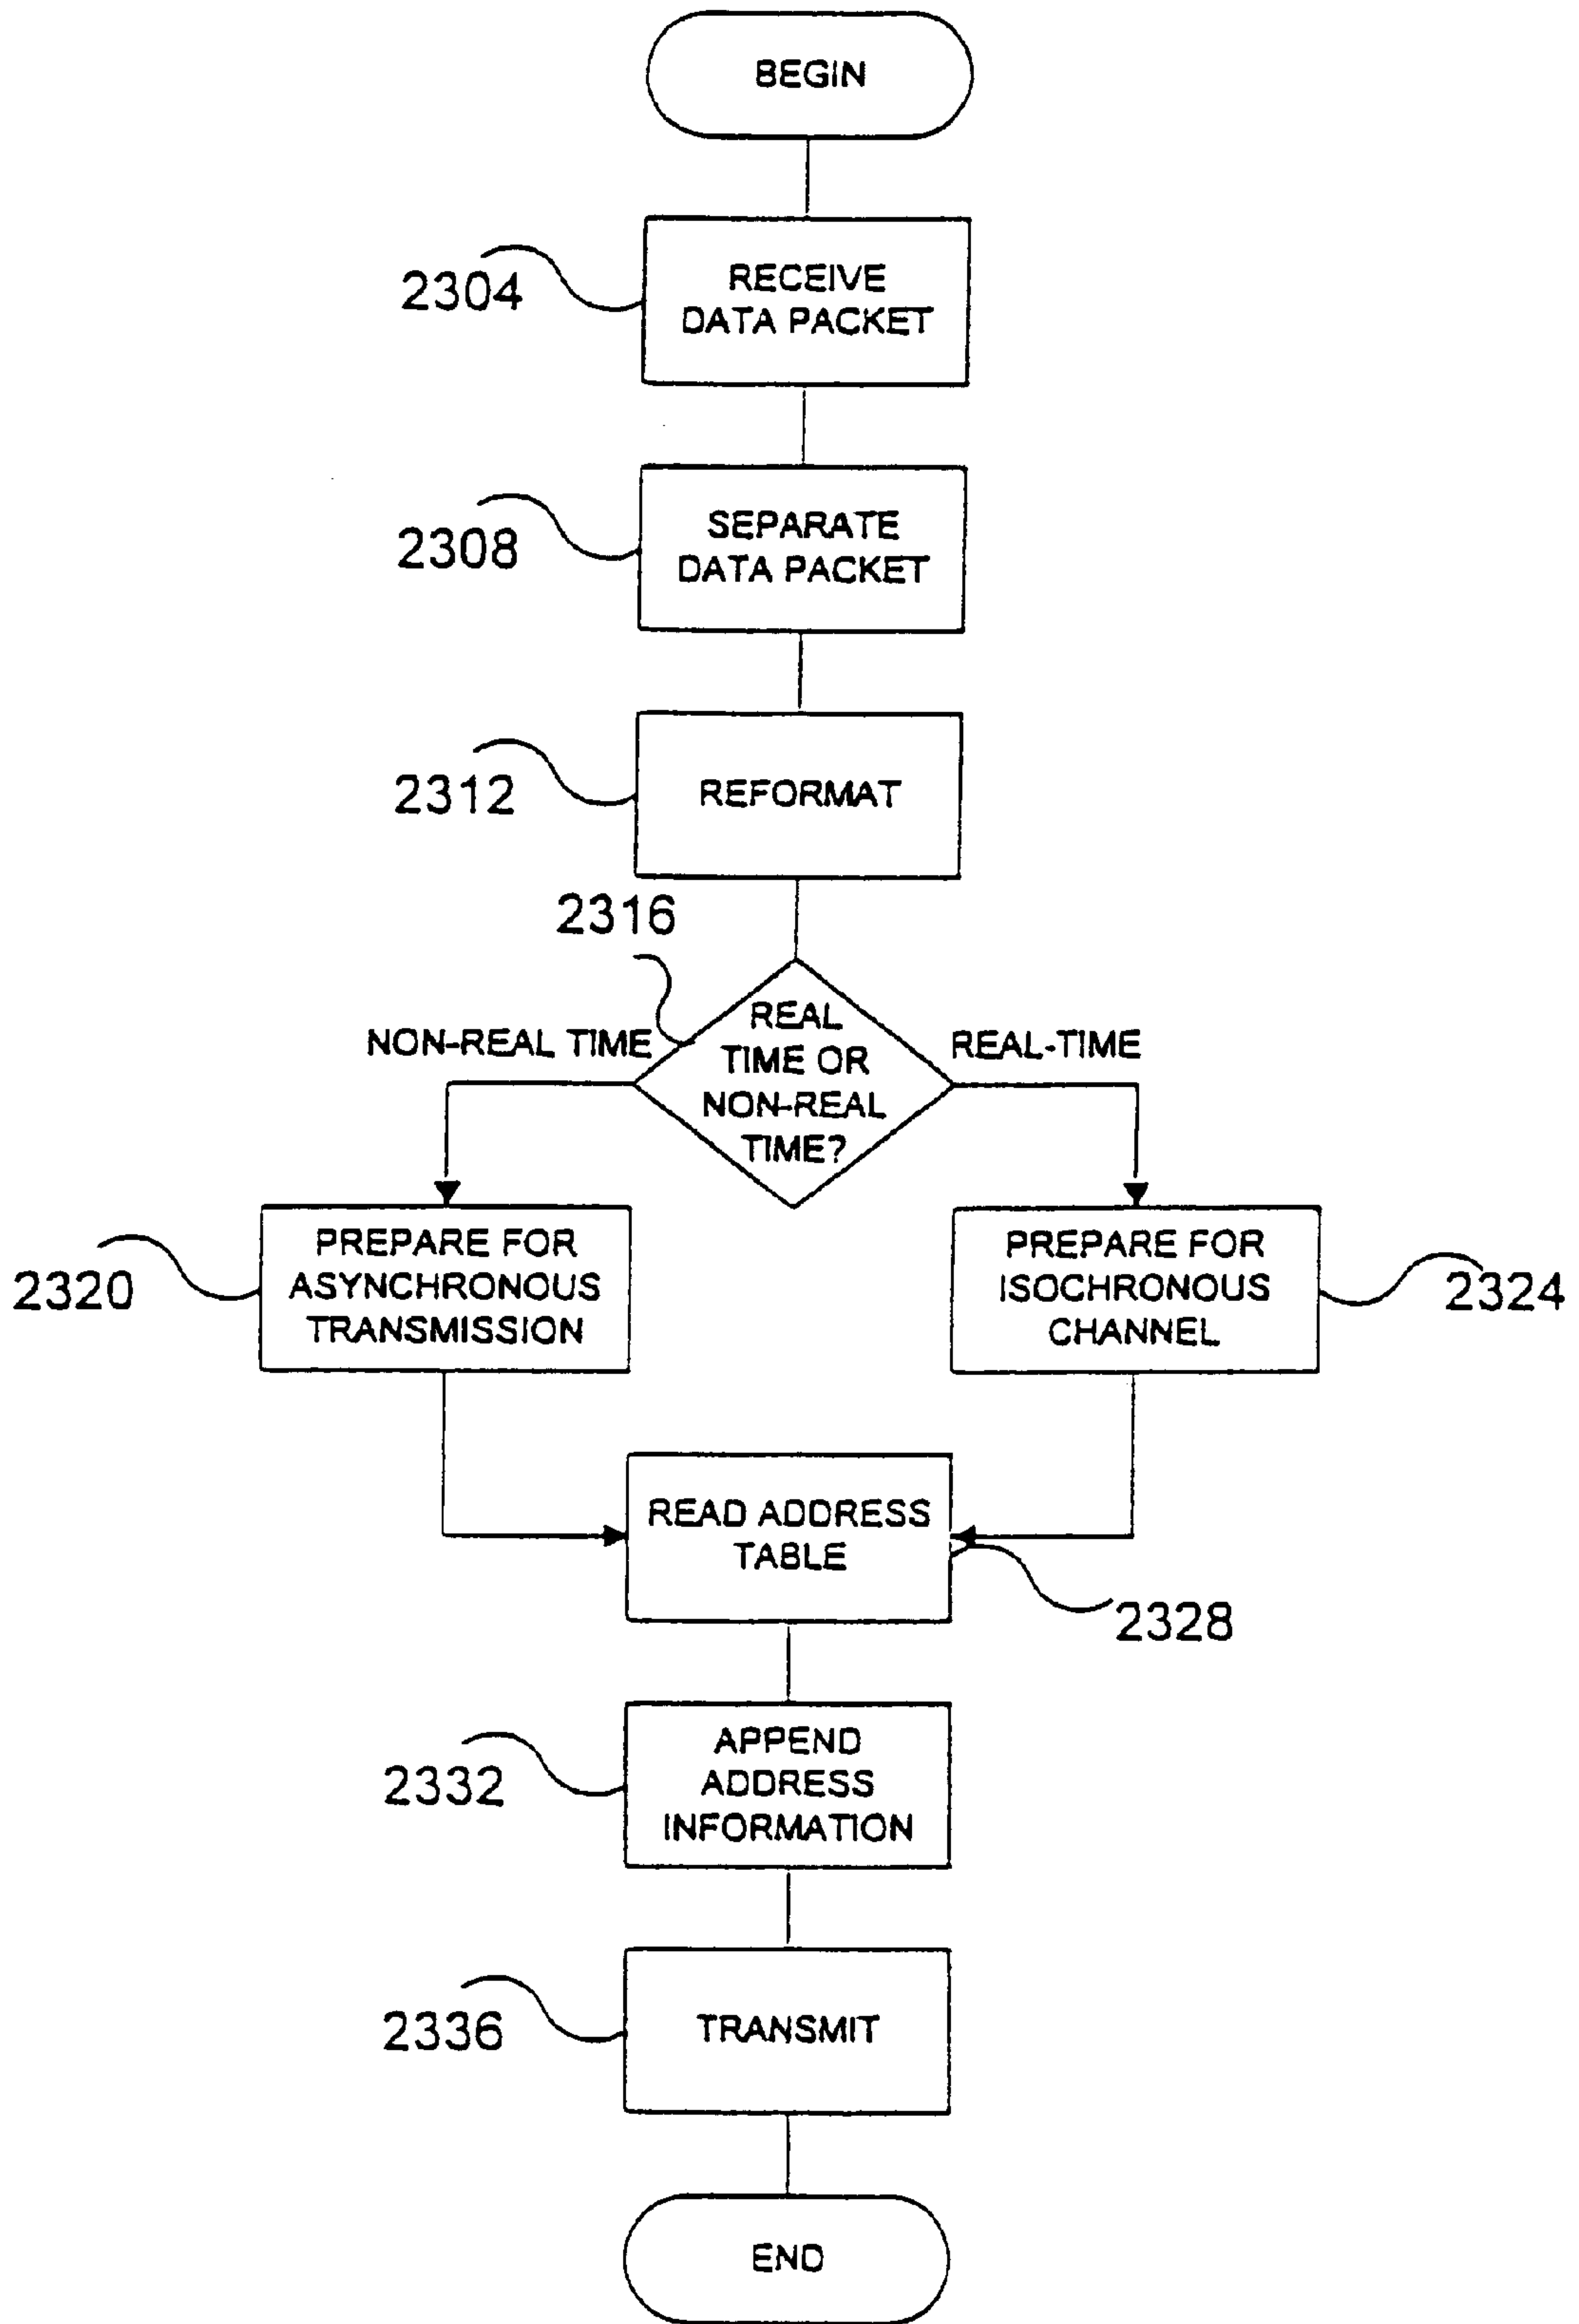 BEGIN
2304
RECEIVE
DATA PACKET
2308
SEPARATE
DATA PACKET
2312
REFORMAT
2316
REAL
TIME OR
NON-REAL
TIME?
NON-REAL TIME
REAL-TIME
2320
PREPARE FOR
ASYNCHRONOUS
TRANSMISSION
PREPARE FOR
ISOCHRONOUS
CHANNEL
2324
READ ADDRESS
TABLE
2328
2332
APPEND
ADDRESS
INFORMATION
2336
TRANSMIT
END